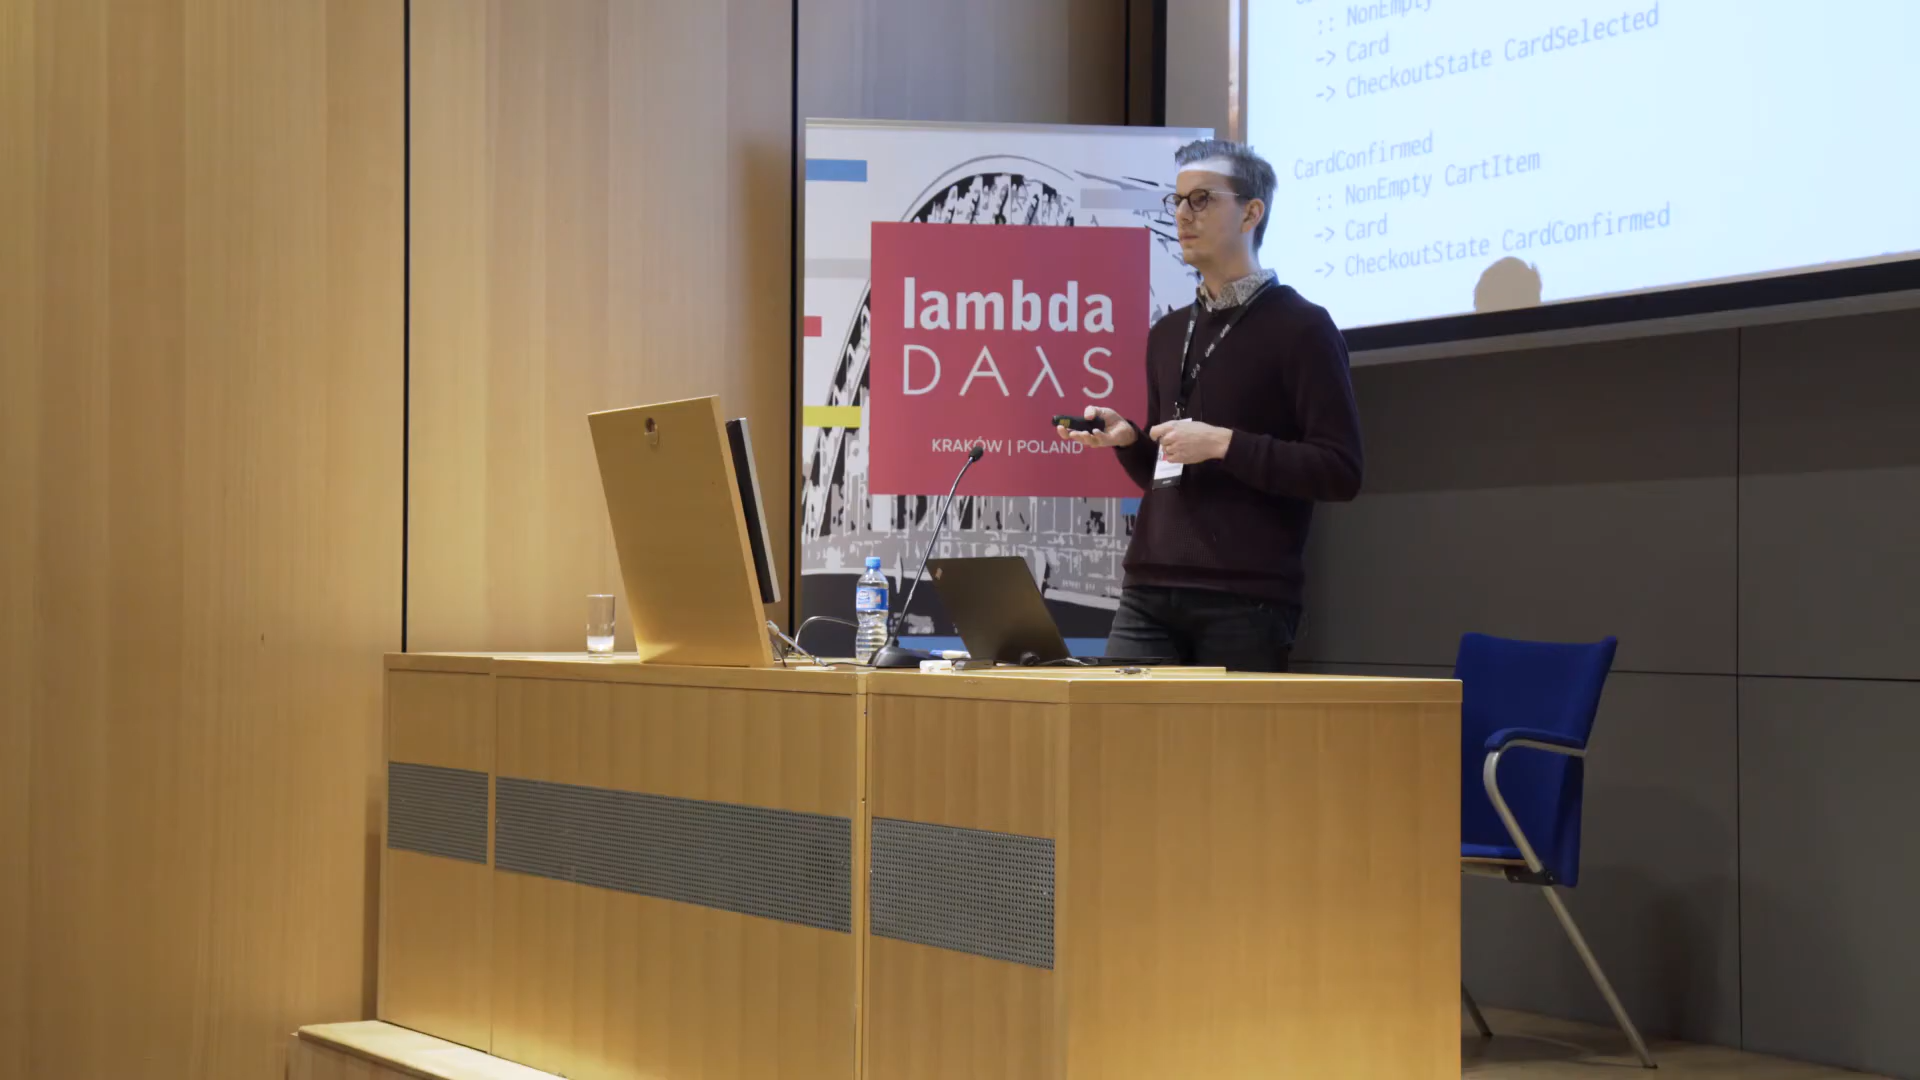 :: NonEmpty
-> Card
-> CheckoutState CardSelected
CardConfirmed
:: NonEmpty CartItem
-> Card
-> CheckoutState CardConfirmed
lambda
DAλS
KRAKÓW | POLAND